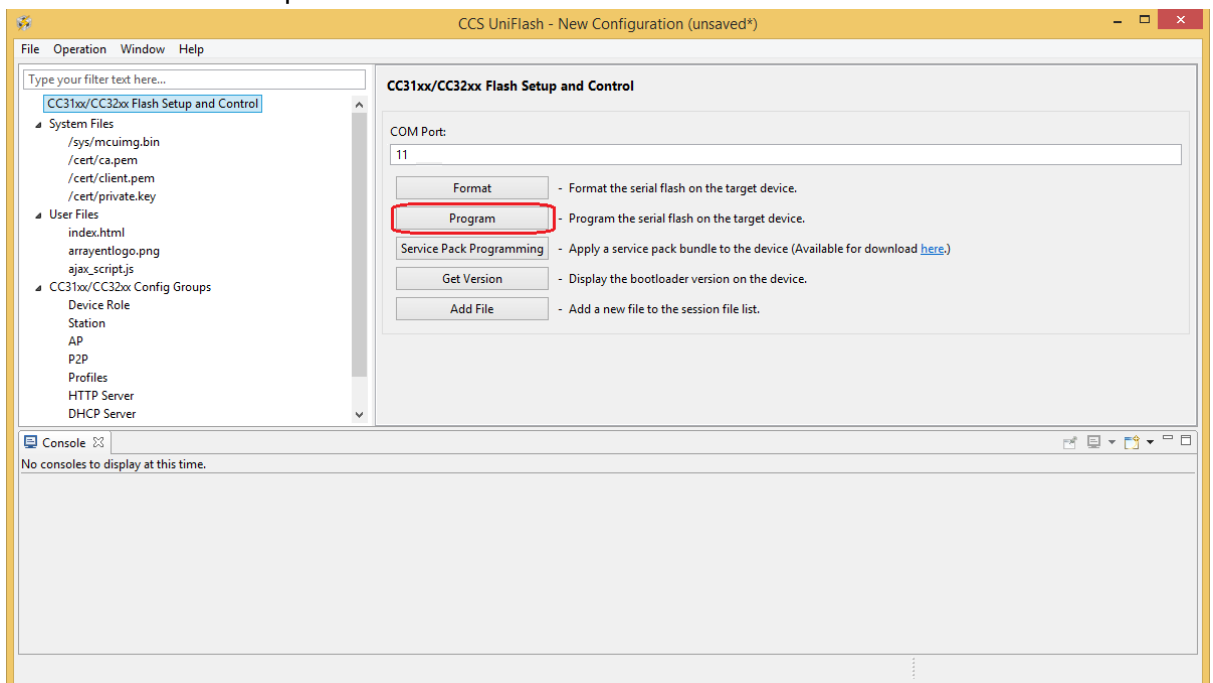 CCS UniFlash - New Configuration (unsaved*)
File Operation Window Help
Type your filter text here...
CC31xx/CC32xx Flash Setup and Control
System Files
/sys/mcuimg.bin
/cert/ca.pem
/cert/client.pem
/cert/private.key
User Files
index.html
arrayentlogo.png
ajax_script.js
CC31xx/CC32xx Config Groups
Device Role
Station
AP
P2P
Profiles
HTTP Server
DHCP Server
CC31xx/CC32xx Flash Setup and Control
COM Port:
11
Format - Format the serial flash on the target device.
Program - Program the serial flash on the target device.
Service Pack Programming - Apply a service pack bundle to the device (Available for download here.)
Get Version - Display the bootloader version on the device.
Add File - Add a new file to the session file list.
Console
No consoles to display at this time.